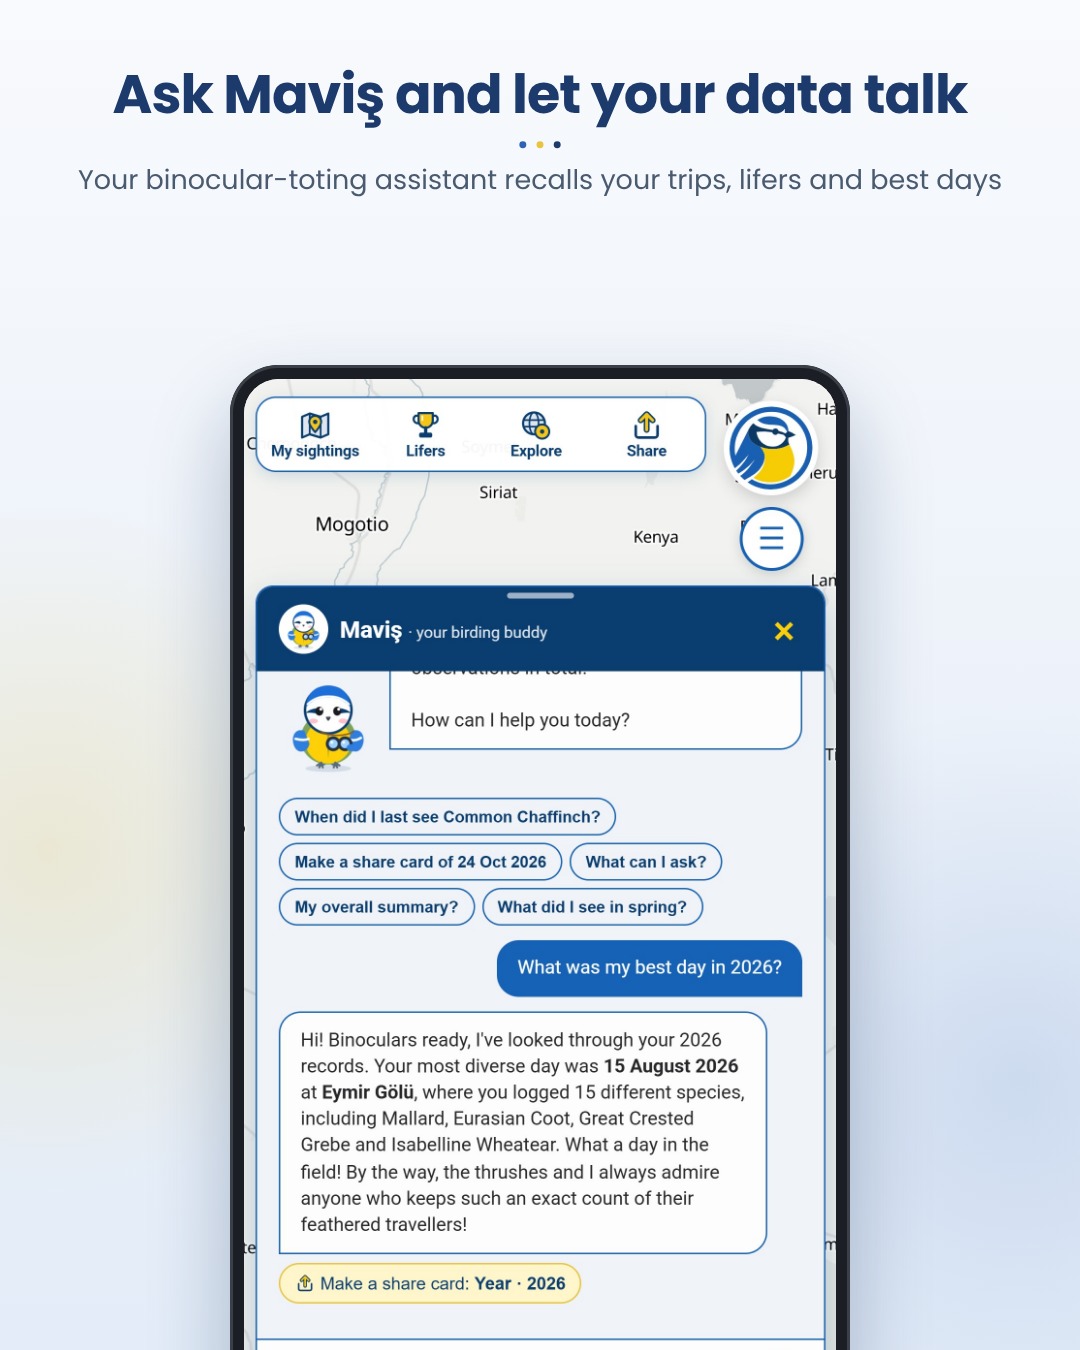 Ask Maviş and let your data talk
Your binocular-toting assistant recalls your trips, lifers and best days
My sightings
Lifers
Explore
Share
Siriat
Mogotio
Kenya
Maviş · your birding buddy
observations in total.
How can I help you today?
When did I last see Common Chaffinch?
Make a share card of 24 Oct 2026
What can I ask?
My overall summary?
What did I see in spring?
What was my best day in 2026?
Hi! Binoculars ready, I've looked through your 2026
records. Your most diverse day was 15 August 2026
at Eymir Gölü, where you logged 15 different species,
including Mallard, Eurasian Coot, Great Crested
Grebe and Isabelline Wheatear. What a day in the
field! By the way, the thrushes and I always admire
anyone who keeps such an exact count of their
feathered travellers!
Make a share card: Year · 2026